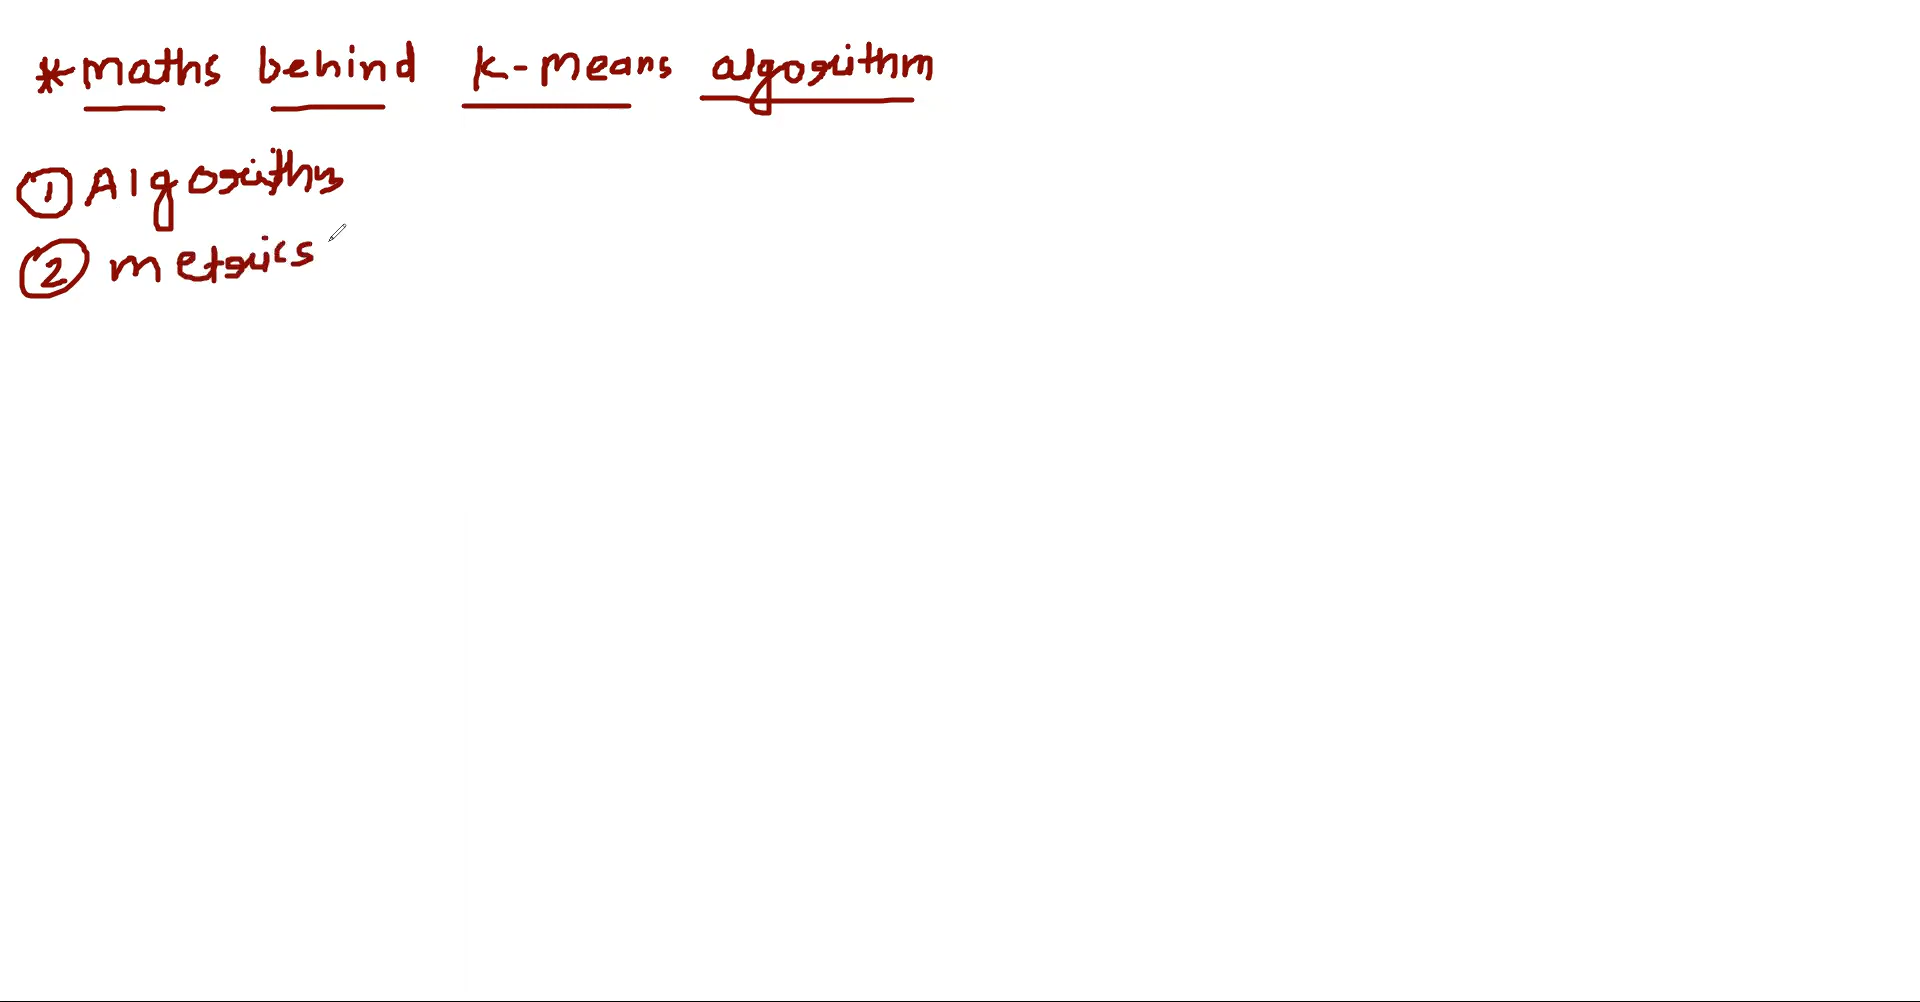 * maths behind k-means algorithm
① Algorithm
② metrics